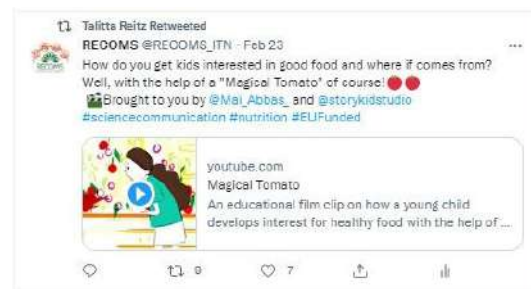 Talitta Reitz Retweeted
RECOMS @RECOMS_ITN · Feb 23
How do you get kids interested in good food and where if comes from?
Well, with the help of a "Magical Tomato" of course!🍅🍅
🎬Brought to you by @Mai_Abbas_ and @storykidstudio
#sciencecommunication #nutrition #EUFunded
youtube.com
Magical Tomato
An educational film clip on how a young child
develops interest for healthy food with the help of ...
9 7